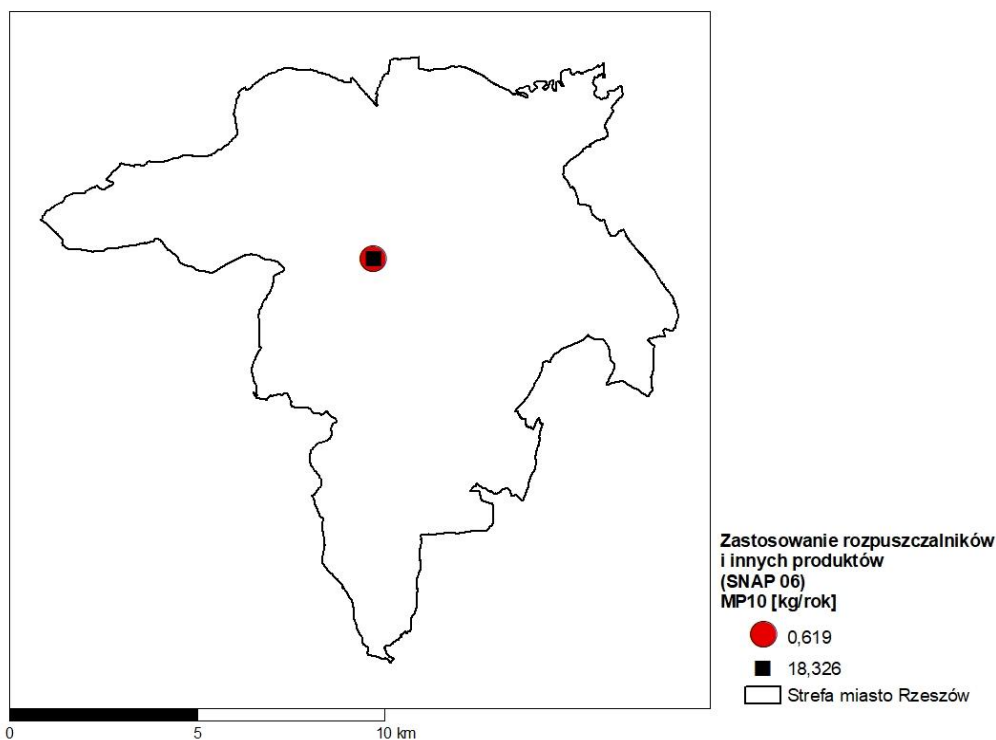 Zastosowanie rozpuszczalników
i innych produktów
(SNAP 06)
MP10 [kg/rok]
0,619
18,326
Strefa miasto Rzeszów
0 5 10 km